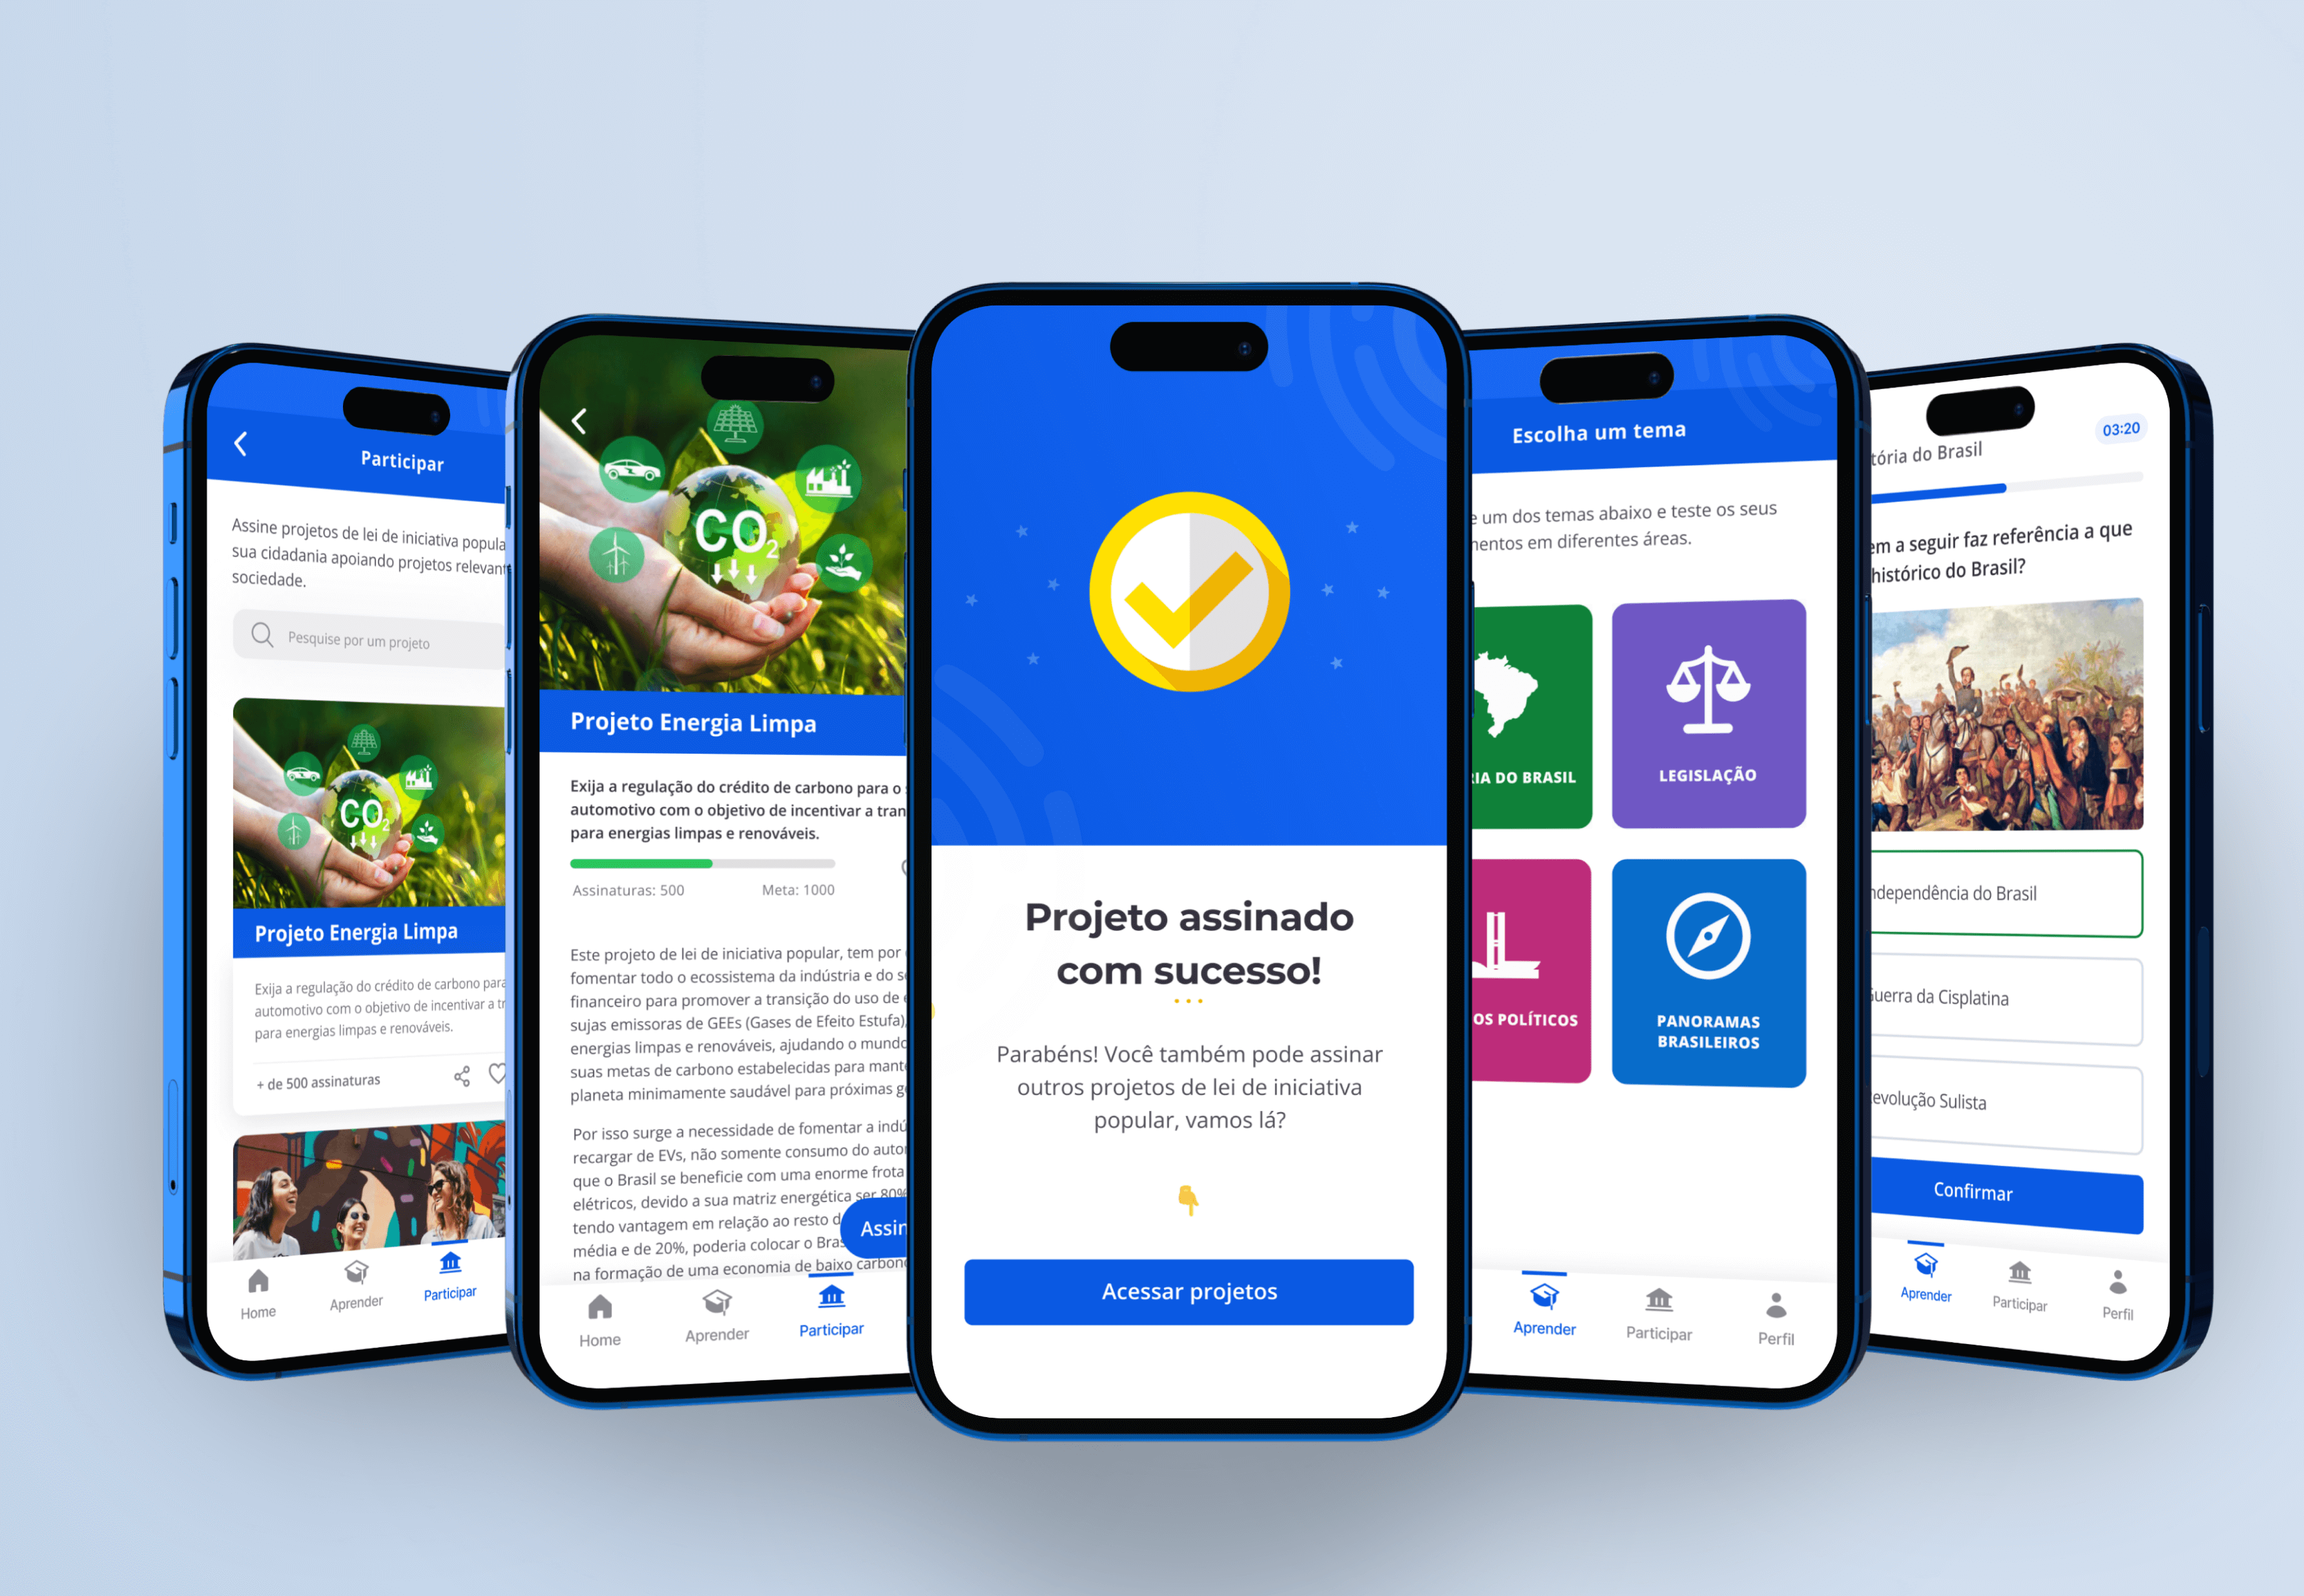 Participar
Assine projetos de lei de iniciativa popula
sua cidadania apoiando projetos
sociedade.
Pesquise por um projeto
CO2
Projeto Energia Limpa
Exija a regulação do crédito de carbono para
automotivo com o objetivo de incentivar a
para energias limpas e renováveis.
+ de 500 assinaturas
Home
Aprender
Participar
CO2
Projeto Energia Limpa
Exija a regulação do crédito de carbono para o
automotivo com o objetivo de incentivar a tran
para energias limpas e renováveis.
Assinaturas: 500
Meta: 1000
Este projeto de lei de iniciativa popular, tem por
fomentar todo o ecossistema da indústria e do
financeiro para promover a transição do uso de
sujas emissoras de GEEs (Gases de Efeito Estufa),
energias limpas e renováveis, ajudando o mundo
suas metas de carbono estabelecidas para mant
planeta minimamente saudável para próximas
Por isso surge a necessidade de fomentar a indú
recargar de EVs, não somente consumo do auto
que o Brasil se beneficie com uma enorme frota
elétricos, devido a sua matriz energética ser 80%
tendo vantagem em relação ao resto d
média e de 20%, poderia colocar o Bras
na formação de uma economia de baixo carbono
Assin
Home
Aprender
Participar
Projeto assinado
com sucesso!
Parabéns! Você também pode assinar
outros projetos de lei de iniciativa
popular, vamos lá?
Acessar projetos
Escolha um tema
e um dos temas abaixo e teste os seus
mentos em diferentes áreas.
RIA DO BRASIL
LEGISLAÇÃO
OS POLÍTICOS
PANORAMAS
BRASILEIROS
Aprender
Participar
Perfil
03:20
tória do Brasil
em a seguir faz referência a que
histórico do Brasil?
ndependência do Brasil
Guerra da Cisplatina
evolução Sulista
Confirmar
Aprender
Participar
Perfil